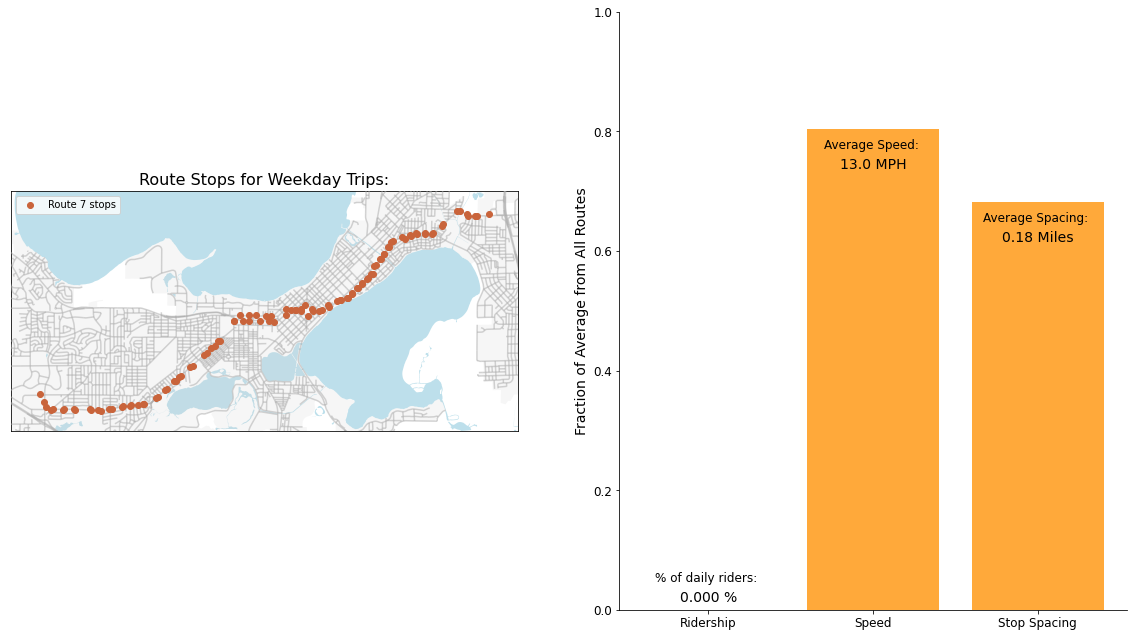 Route Stops for Weekday Trips:
Route 7 stops
Fraction of Average from All Routes
1.0
0.8
0.6
0.4
0.2
0.0
Average Speed:
13.0 MPH
Average Spacing:
0.18 Miles
% of daily riders:
0.000 %
Ridership
Speed
Stop Spacing